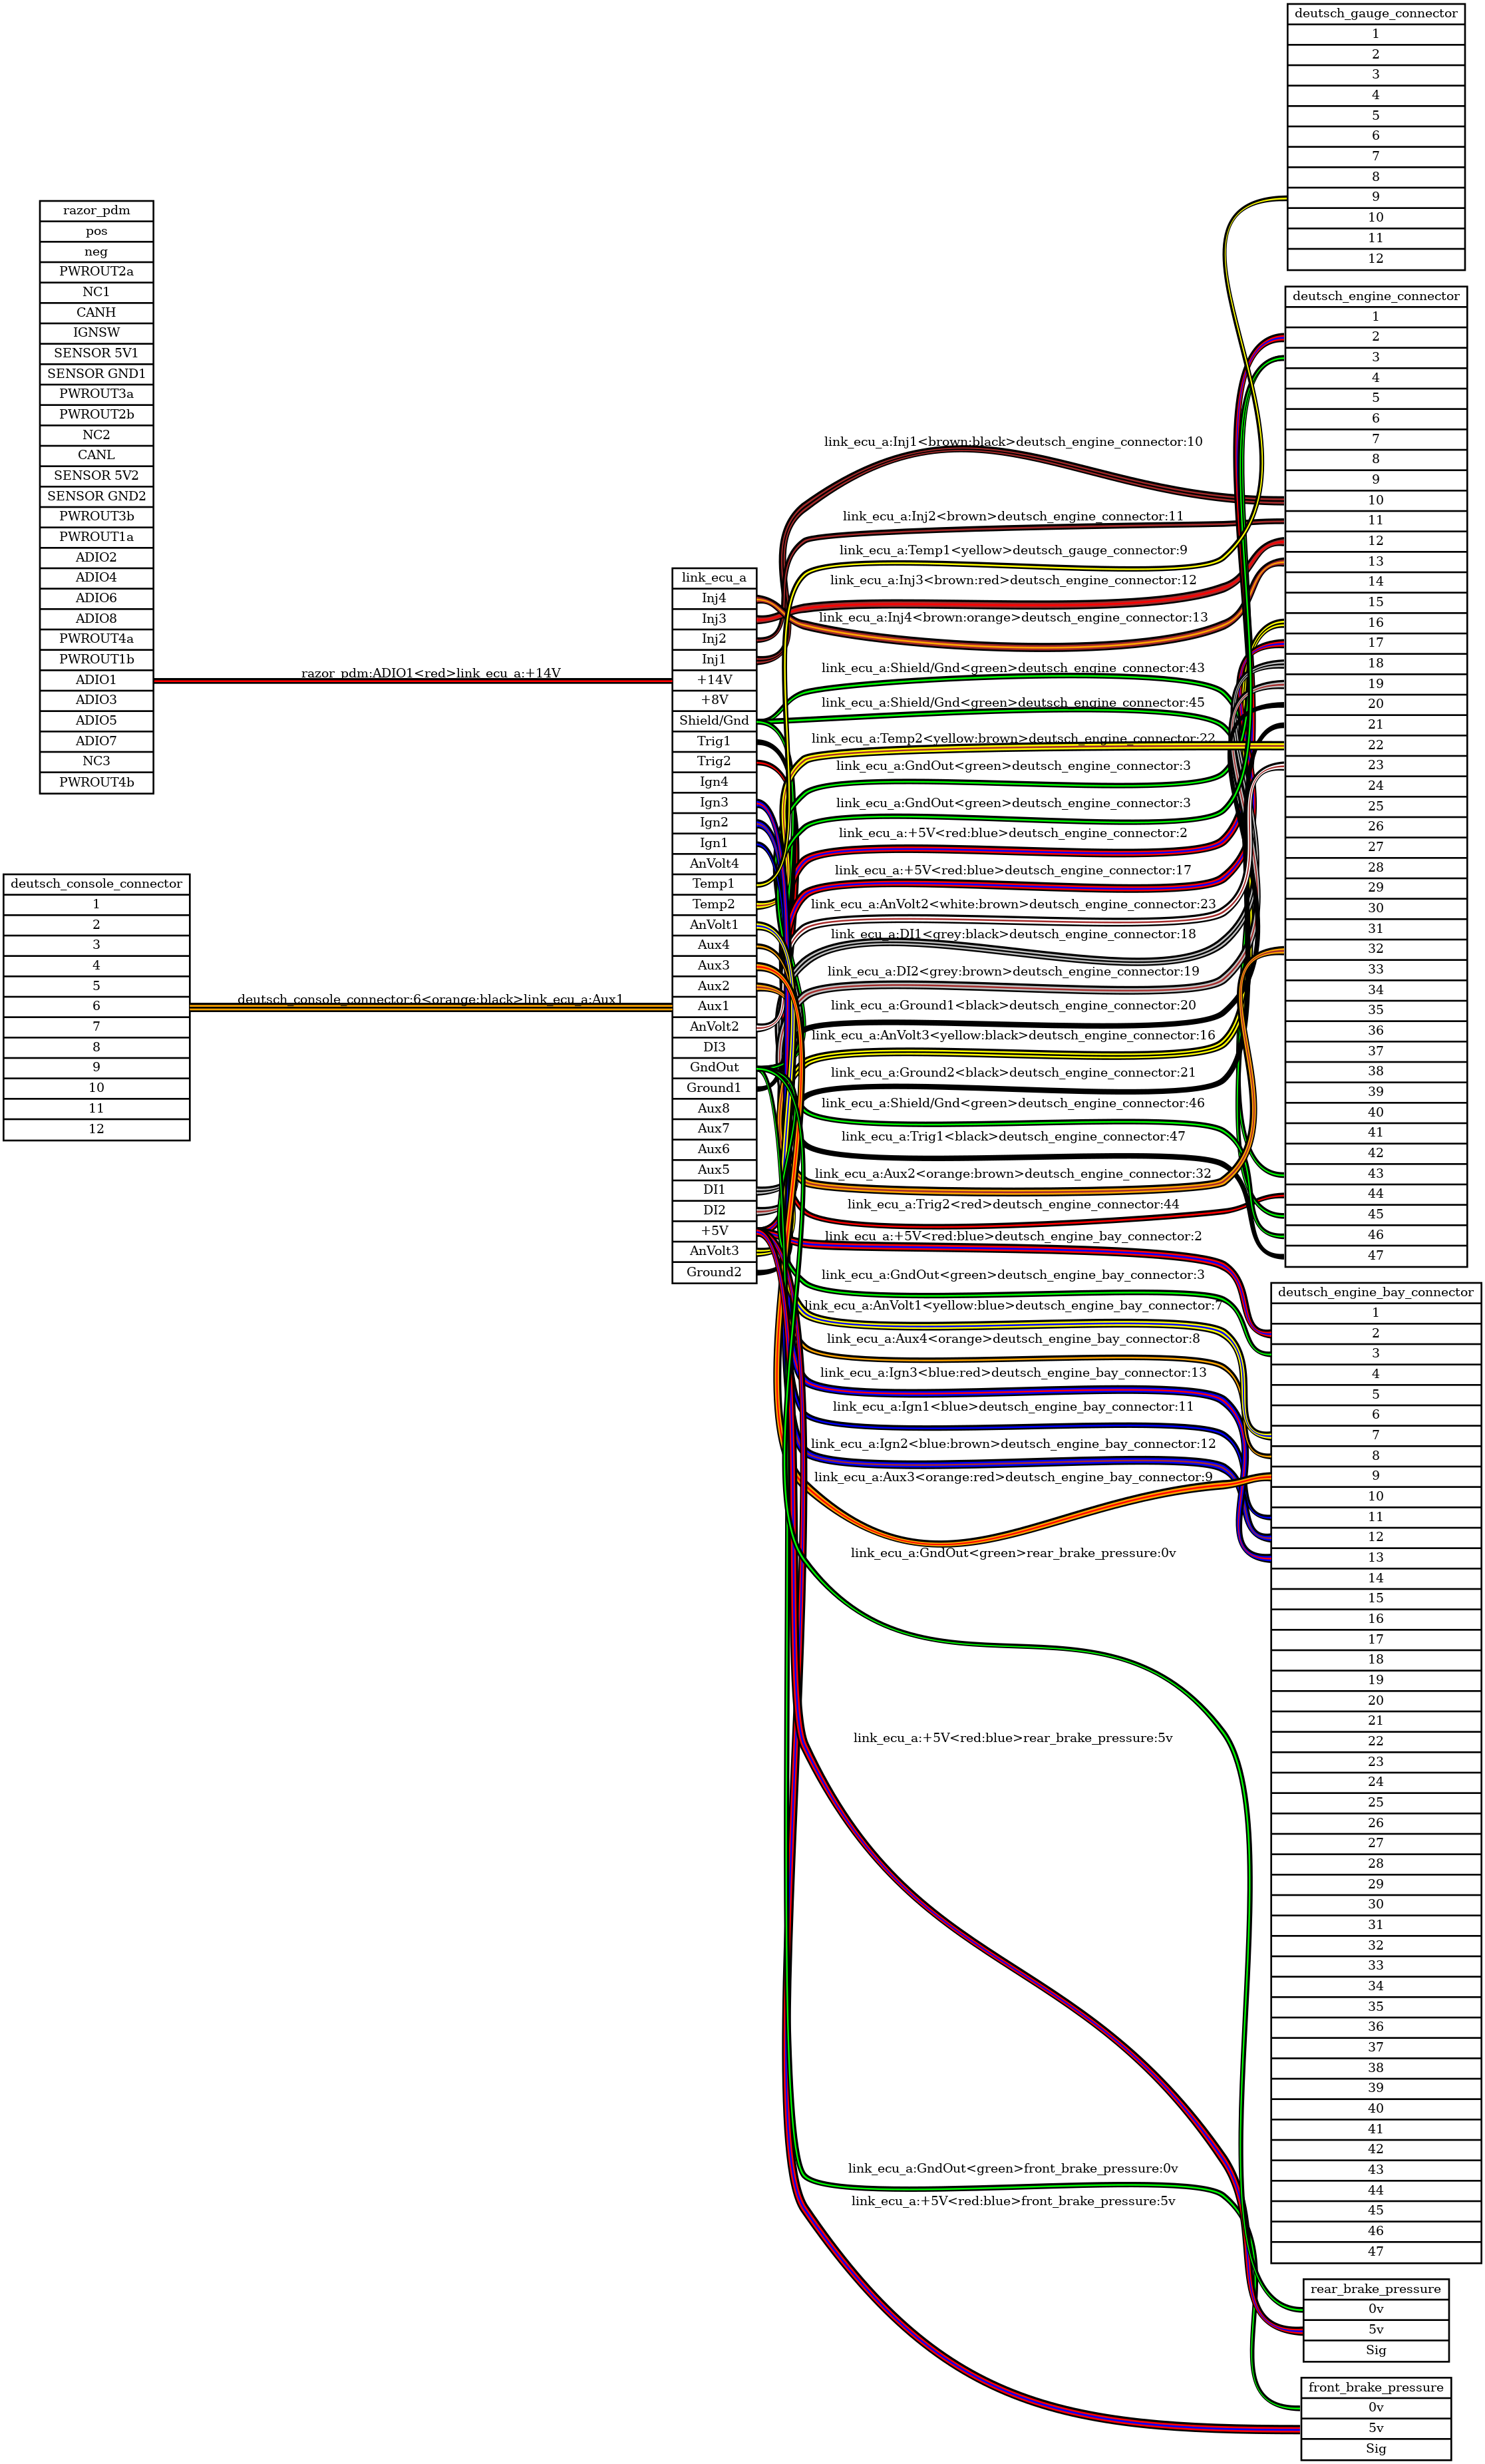 razor_pdm
pos
neg
PWROUT2a
NC1
CANH
IGNSW
SENSOR 5V1
SENSOR GND1
PWROUT3a
PWROUT2b
NC2
CANL
SENSOR 5V2
SENSOR GND2
PWROUT3b
PWROUT1a
ADIO2
ADIO4
ADIO6
ADIO8
PWROUT4a
PWROUT1b
ADIO1
ADIO3
ADIO5
ADIO7
NC3
PWROUT4b
deutsch_console_connector
1
2
3
4
5
6
7
8
9
10
11
12
razor_pdm:ADIO1<red>link_ecu_a:+14V
deutsch_console_connector:6<orange:black>link_ecu_a:Aux1
link_ecu_a
Inj4
Inj3
Inj2
Inj1
+14V
+8V
Shield/Gnd
Trig1
Trig2
Ign4
Ign3
Ign2
Ign1
AnVolt4
Temp1
Temp2
AnVolt1
Aux4
Aux3
Aux2
Aux1
AnVolt2
DI3
GndOut
Ground1
Aux8
Aux7
Aux6
Aux5
DI1
DI2
+5V
AnVolt3
Ground2
link_ecu_a:Inj1<brown:black>deutsch_engine_connector:10
link_ecu_a:Inj2<brown>deutsch_engine_connector:11
link_ecu_a:Temp1<yellow>deutsch_gauge_connector:9
link_ecu_a:Inj3<brown:red>deutsch_engine_connector:12
link_ecu_a:Inj4<brown:orange>deutsch_engine_connector:13
link_ecu_a:Shield/Gnd<green>deutsch_engine_connector:43
link_ecu_a:Shield/Gnd<green>deutsch_engine_connector:45
link_ecu_a:Temp2<yellow:brown>deutsch_engine_connector:22
link_ecu_a:GndOut<green>deutsch_engine_connector:3
link_ecu_a:GndOut<green>deutsch_engine_connector:3
link_ecu_a:+5V<red:blue>deutsch_engine_connector:2
link_ecu_a:+5V<red:blue>deutsch_engine_connector:17
link_ecu_a:AnVolt2<white:brown>deutsch_engine_connector:23
link_ecu_a:DI1<grey:black>deutsch_engine_connector:18
link_ecu_a:DI2<grey:brown>deutsch_engine_connector:19
link_ecu_a:Ground1<black>deutsch_engine_connector:20
link_ecu_a:AnVolt3<yellow:black>deutsch_engine_connector:16
link_ecu_a:Ground2<black>deutsch_engine_connector:21
link_ecu_a:Shield/Gnd<green>deutsch_engine_connector:46
link_ecu_a:Trig1<black>deutsch_engine_connector:47
link_ecu_a:Aux2<orange:brown>deutsch_engine_connector:32
link_ecu_a:Trig2<red>deutsch_engine_connector:44
link_ecu_a:+5V<red:blue>deutsch_engine_bay_connector:2
link_ecu_a:GndOut<green>deutsch_engine_bay_connector:3
link_ecu_a:AnVolt1<yellow:blue>deutsch_engine_bay_connector:7
link_ecu_a:Aux4<orange>deutsch_engine_bay_connector:8
link_ecu_a:Ign3<blue:red>deutsch_engine_bay_connector:13
link_ecu_a:Ign1<blue>deutsch_engine_bay_connector:11
link_ecu_a:Ign2<blue:brown>deutsch_engine_bay_connector:12
link_ecu_a:Aux3<orange:red>deutsch_engine_bay_connector:9
link_ecu_a:GndOut<green>rear_brake_pressure:0v
link_ecu_a:+5V<red:blue>rear_brake_pressure:5v
link_ecu_a:GndOut<green>front_brake_pressure:0v
link_ecu_a:+5V<red:blue>front_brake_pressure:5v
deutsch_gauge_connector
1
2
3
4
5
6
7
8
9
10
11
12
deutsch_engine_connector
1
2
3
4
5
6
7
8
9
10
11
12
13
14
15
16
17
18
19
20
21
22
23
24
25
26
27
28
29
30
31
32
33
34
35
36
37
38
39
40
41
42
43
44
45
46
47
deutsch_engine_bay_connector
1
2
3
4
5
6
7
8
9
10
11
12
13
14
15
16
17
18
19
20
21
22
23
24
25
26
27
28
29
30
31
32
33
34
35
36
37
38
39
40
41
42
43
44
45
46
47
rear_brake_pressure
0v
5v
Sig
front_brake_pressure
0v
5v
Sig